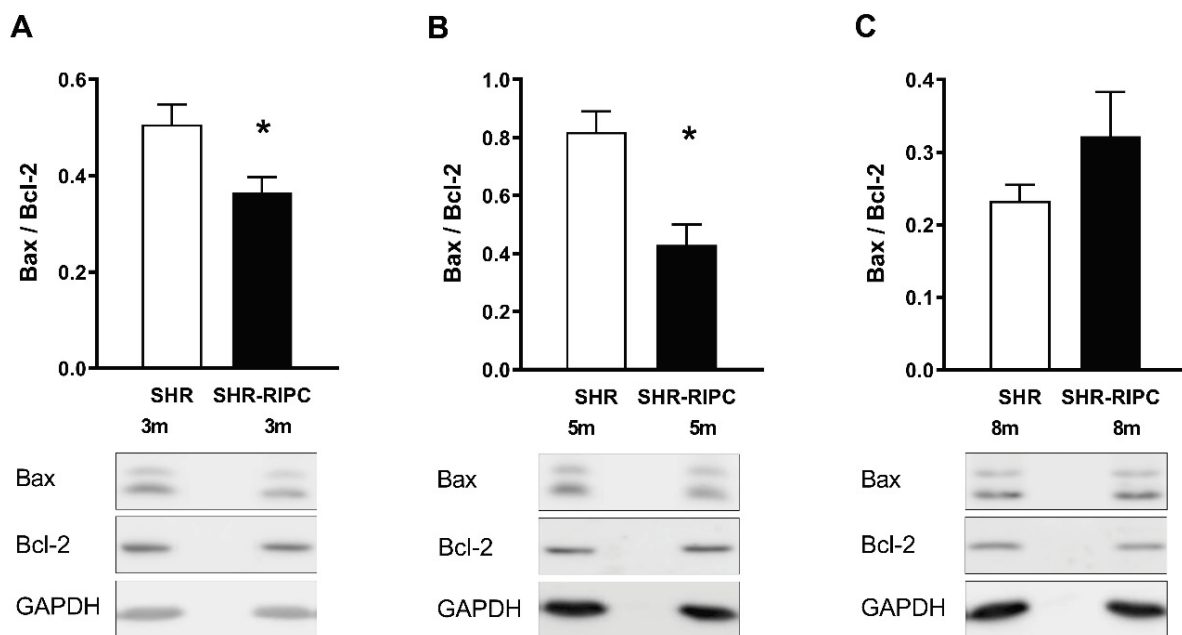 A
B
C
0.6
0.4
0.2
0.0
Bax / Bcl-2
*
SHR SHR-RIPC
3m 3m
1.0
0.8
0.6
0.4
0.2
0.0
Bax / Bcl-2
*
SHR SHR-RIPC
5m 5m
0.4
0.3
0.2
0.1
0.0
Bax / Bcl-2
SHR SHR-RIPC
8m 8m
Bax
Bcl-2
GAPDH
Bax
Bcl-2
GAPDH
Bax
Bcl-2
GAPDH